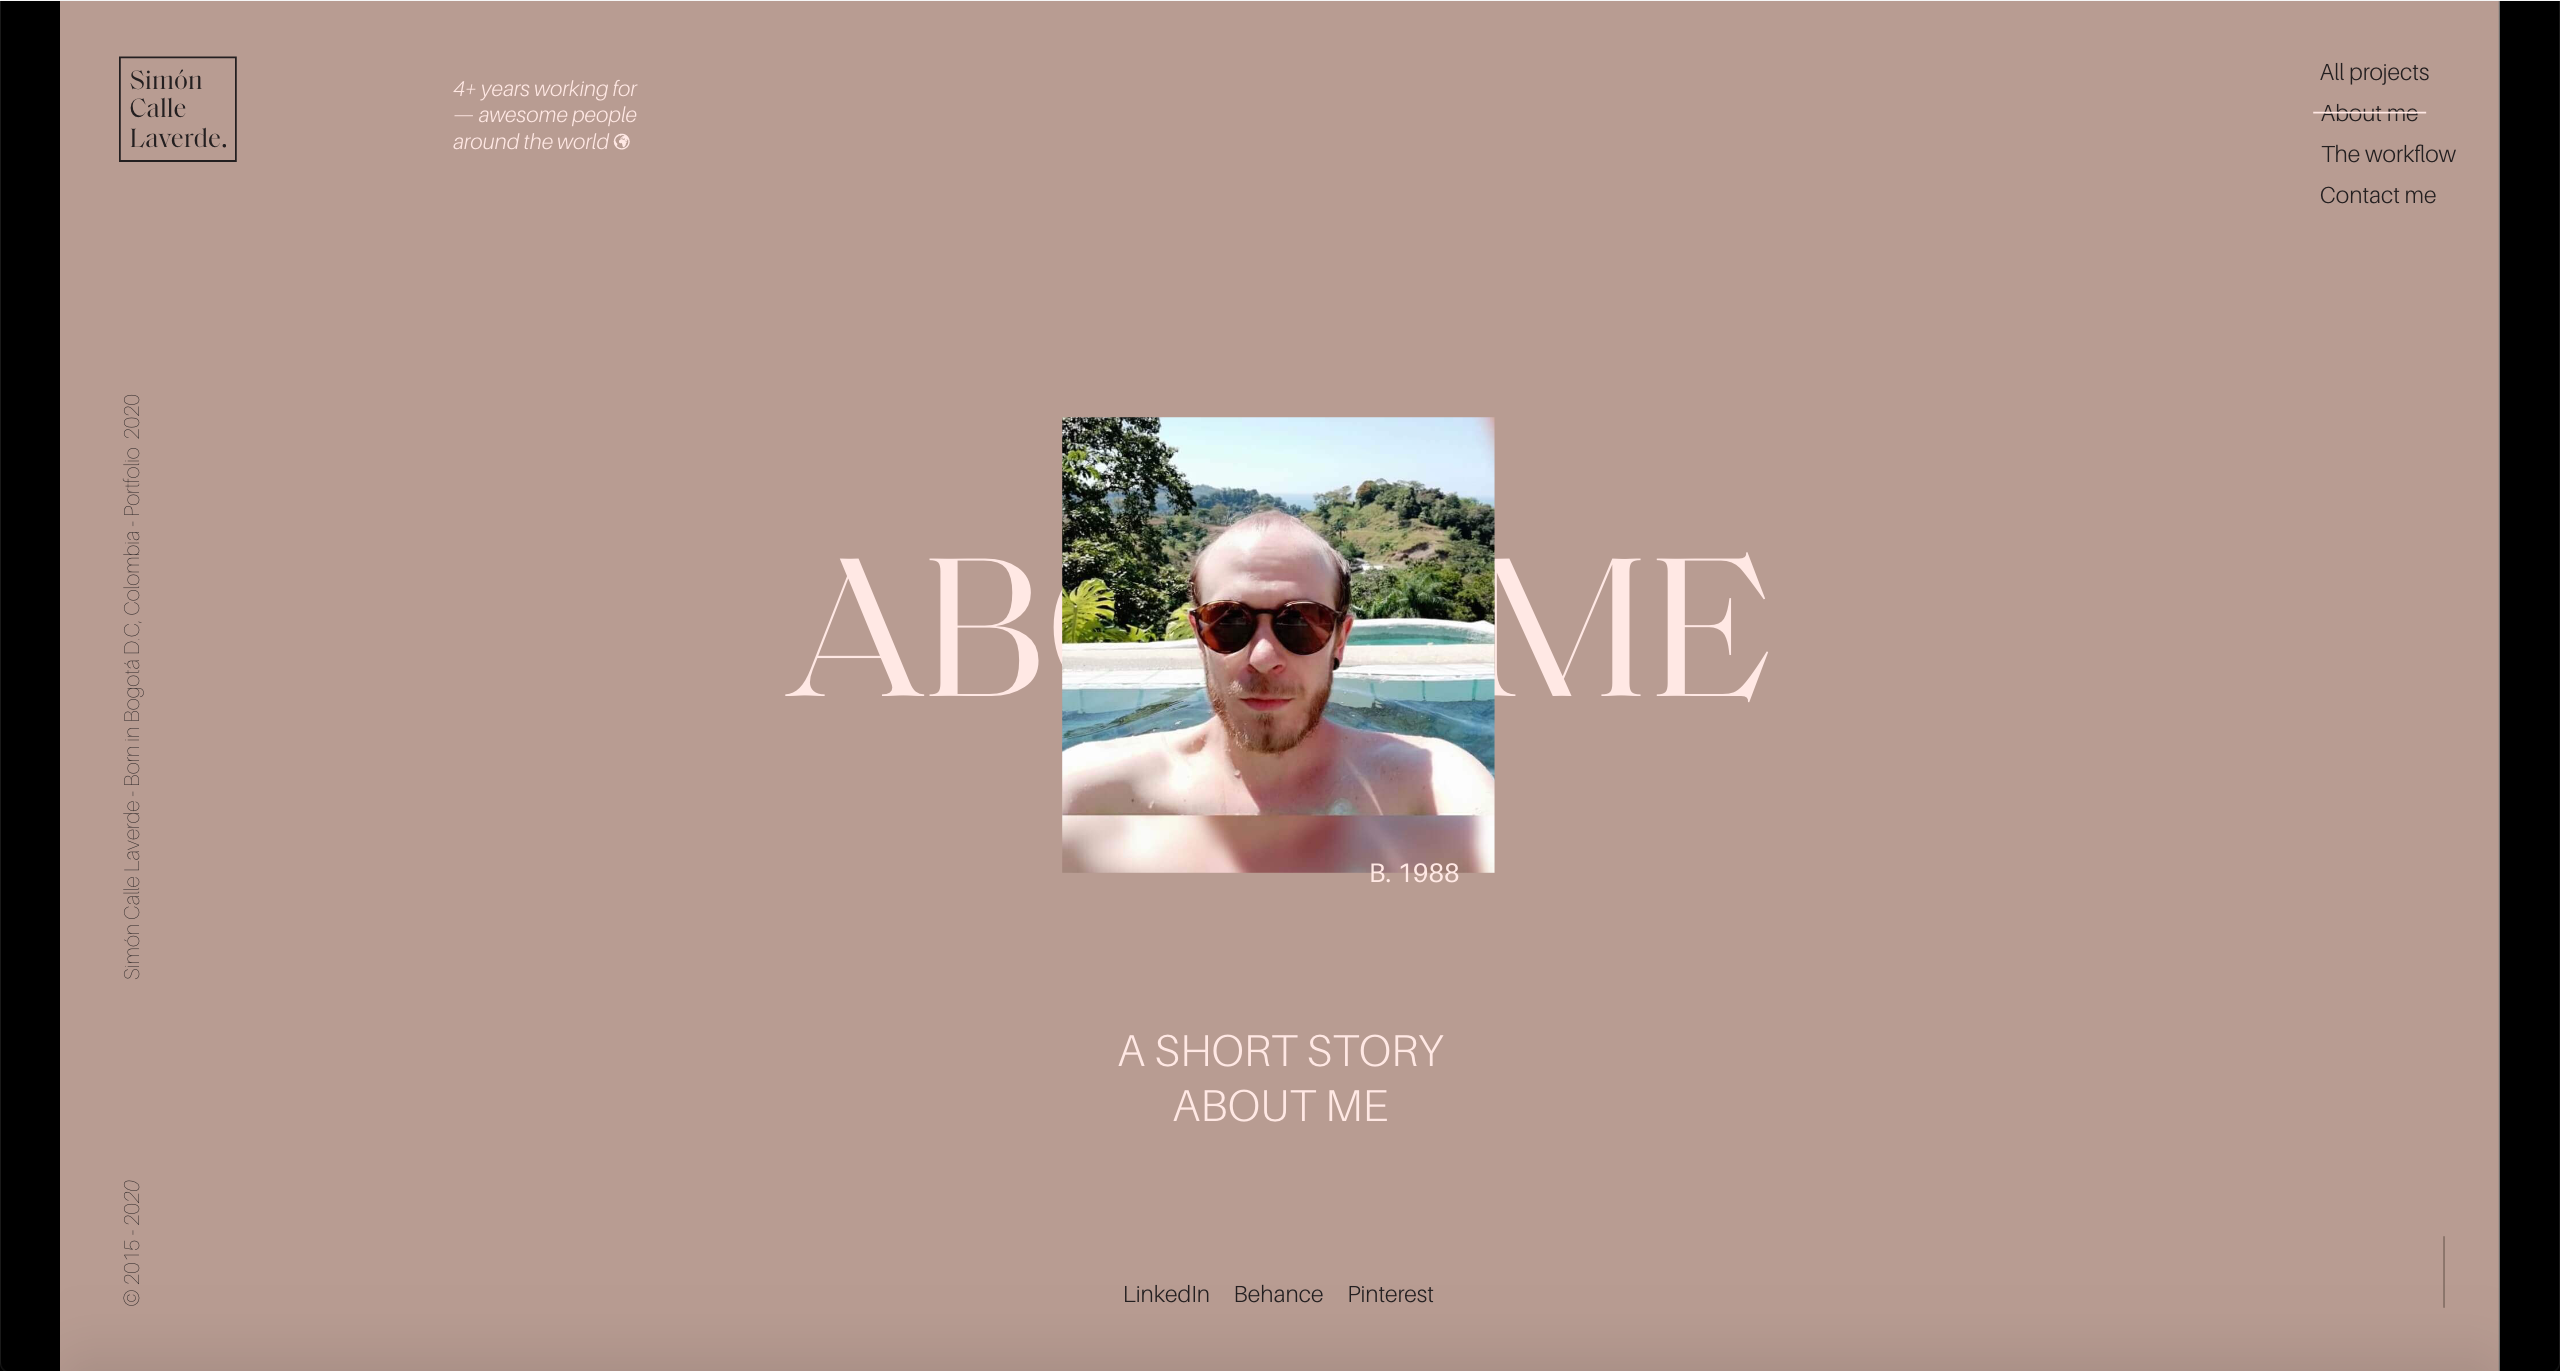 Simón
Calle
Laverde.
4+ years working for
— awesome people
around the world
All projects
About me
The workflow
Contact me
Simón Calle Laverde - Born in Bogotá D.C, Colombia - Portfolio 2020
AB ME
B. 1988
A SHORT STORY
ABOUT ME
© 2015 - 2020
LinkedIn Behance Pinterest